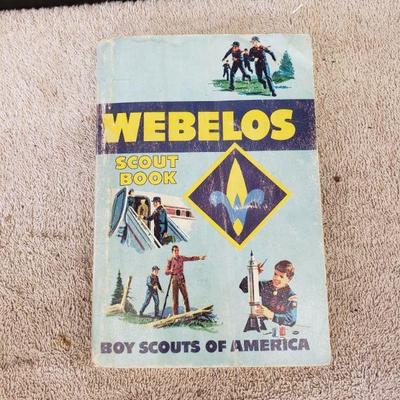 WEBELOS
SCOUT
BOOK
BOY SCOUTS OF AMERICA